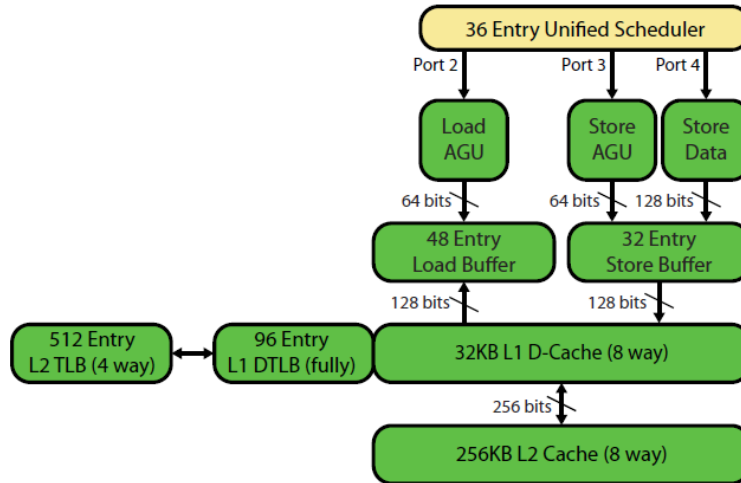 36 Entry Unified Scheduler
Port 2
Port 3
Port 4
Load
AGU
Store
AGU
Store
Data
64 bits
64 bits
128 bits
48 Entry
Load Buffer
32 Entry
Store Buffer
128 bits
128 bits
512 Entry
L2 TLB (4 way)
96 Entry
L1 DTLB (fully)
32KB L1 D-Cache (8 way)
256 bits
256KB L2 Cache (8 way)